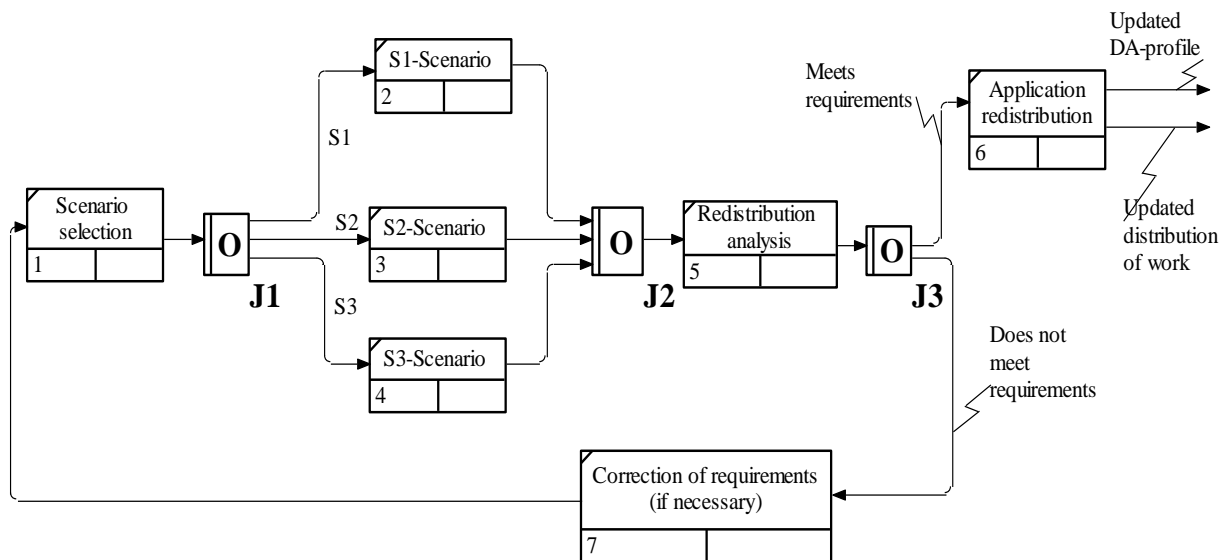 Updated
DA-profile
S1-Scenario
2
Meets
requirements
Application
redistribution
6
S1
Scenario
selection
1
O
J1
S2
S2-Scenario
3
O
J2
Redistribution
analysis
5
O
J3
Updated
distribution
of work
S3
S3-Scenario
4
Does not
meet
requirements
Correction of requirements
(if necessary)
7